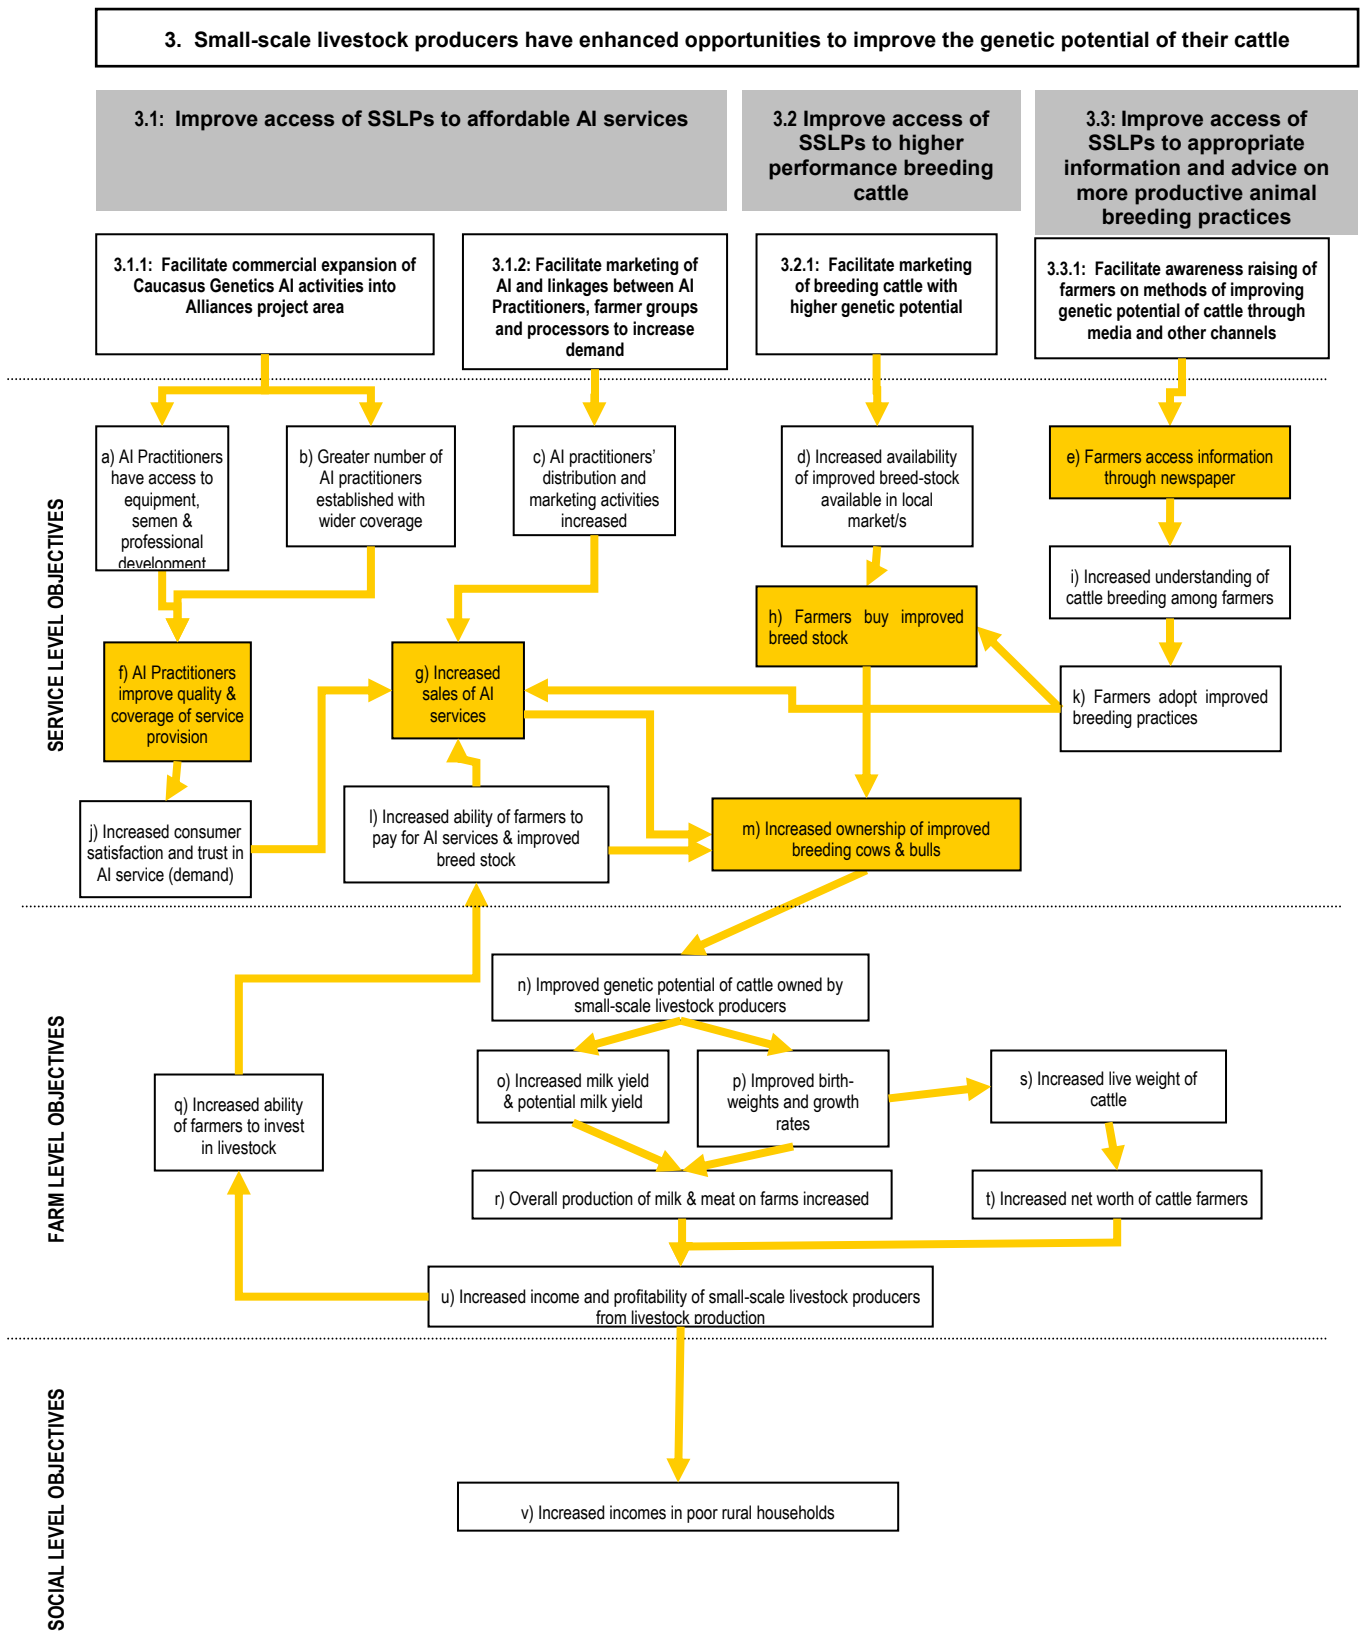 3. Small-scale livestock producers have enhanced opportunities to improve the genetic potential of their cattle
3.1: Improve access of SSLPs to affordable AI services
3.2 Improve access of
SSLPs to higher
performance breeding
cattle
3.3: Improve access of
SSLPs to appropriate
information and advice on
more productive animal
breeding practices
3.1.1: Facilitate commercial expansion of
Caucasus Genetics AI activities into
Alliances project area
3.1.2: Facilitate marketing of
AI and linkages between AI
Practitioners, farmer groups
and processors to increase
demand
3.2.1: Facilitate marketing
of breeding cattle with
higher genetic potential
3.3.1: Facilitate awareness raising of
farmers on methods of improving
genetic potential of cattle through
media and other channels
SERVICE LEVEL OBJECTIVES
a) AI Practitioners
have access to
equipment,
semen &
professional
development
b) Greater number of
AI practitioners
established with
wider coverage
c) AI practitioners'
distribution and
marketing activities
increased
d) Increased availability
of improved breed-stock
available in local
market/s
e) Farmers access information
through newspaper
i) Increased understanding of
cattle breeding among farmers
h) Farmers buy improved
breed stock
f) AI Practitioners
improve quality &
coverage of service
provision
g) Increased
sales of AI
services
k) Farmers adopt improved
breeding practices
j) Increased consumer
satisfaction and trust in
AI service (demand)
l) Increased ability of farmers to
pay for AI services & improved
breed stock
m) Increased ownership of improved
breeding cows & bulls
FARM LEVEL OBJECTIVES
n) Improved genetic potential of cattle owned by
small-scale livestock producers
o) Increased milk yield
& potential milk yield
p) Improved birth-
weights and growth
rates
s) Increased live weight of
cattle
q) Increased ability
of farmers to invest
in livestock
r) Overall production of milk & meat on farms increased
t) Increased net worth of cattle farmers
u) Increased income and profitability of small-scale livestock producers
from livestock production
SOCIAL LEVEL OBJECTIVES
v) Increased incomes in poor rural households